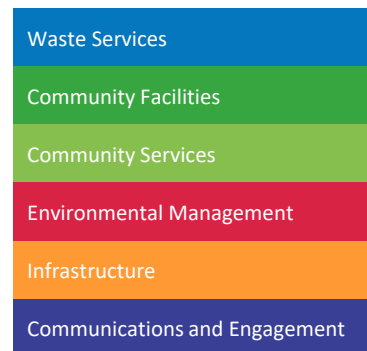 Waste Services
Community Facilities
Community Services
Environmental Management
Infrastructure
Communications and Engagement